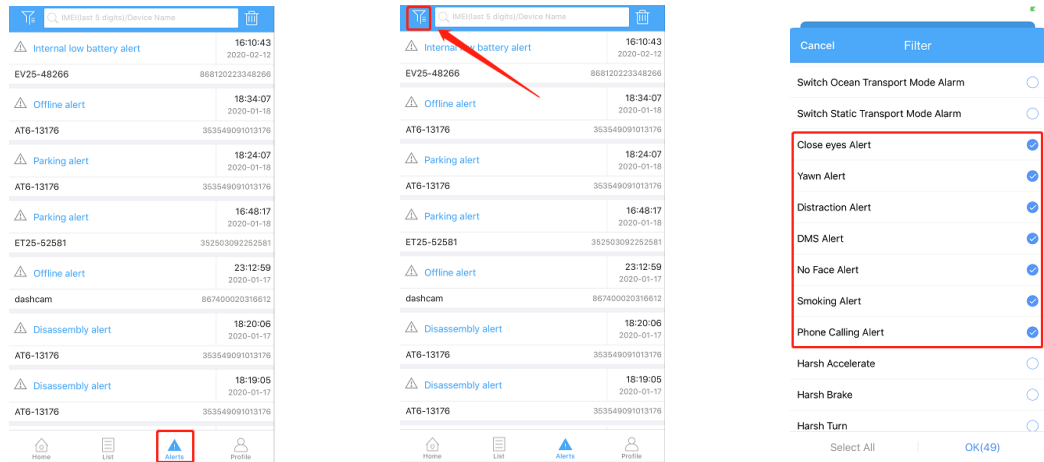 IMEI(last 5 digits)/Device Name
Internal low battery alert 16:10:43
2020-02-12
EV25-48266 868120223348266
Offline alert 18:34:07
2020-01-18
AT6-13176 353549091013176
Parking alert 18:24:07
2020-01-18
AT6-13176 353549091013176
Parking alert 16:48:17
2020-01-18
ET25-52581 352503092252581
Offline alert 23:12:59
2020-01-17
dashcam 867400020316612
Disassembly alert 18:20:06
2020-01-17
AT6-13176 353549091013176
Disassembly alert 18:19:05
2020-01-17
AT6-13176 353549091013176
Home List Alerts Profile
IMEI(last 5 digits)/Device Name
Internal low battery alert 16:10:43
2020-02-12
EV25-48266 868120223348266
Offline alert 18:34:07
2020-01-18
AT6-13176 353549091013176
Parking alert 18:24:07
2020-01-18
AT6-13176 353549091013176
Parking alert 16:48:17
2020-01-18
ET25-52581 352503092252581
Offline alert 23:12:59
2020-01-17
dashcam 867400020316612
Disassembly alert 18:20:06
2020-01-17
AT6-13176 353549091013176
Disassembly alert 18:19:05
2020-01-17
AT6-13176 353549091013176
Home List Alerts Profile
Cancel Filter
Switch Ocean Transport Mode Alarm
Switch Static Transport Mode Alarm
Close eyes Alert
Yawn Alert
Distraction Alert
DMS Alert
No Face Alert
Smoking Alert
Phone Calling Alert
Harsh Accelerate
Harsh Brake
Harsh Turn
Select All OK(49)